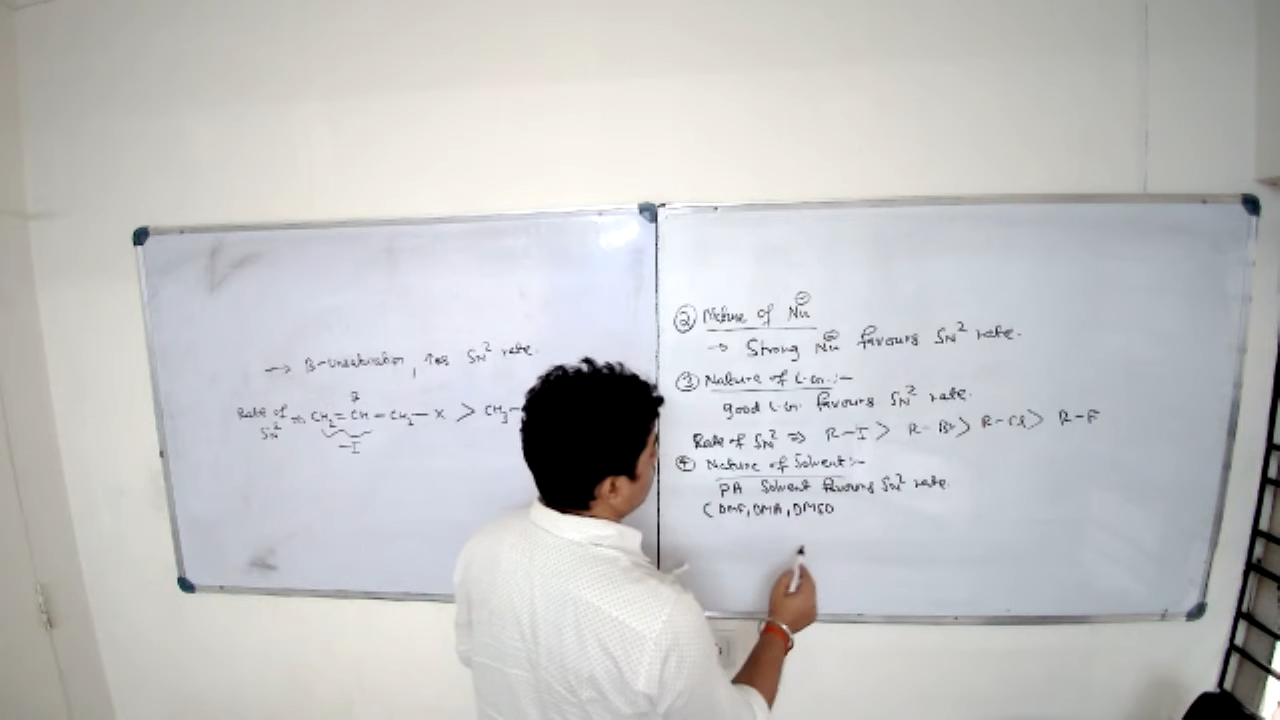 → β-unsaturation, ↑es SN² rate.
Rate of SN² ⇒ CH₂=CH-CH₂-X > CH₃-
-I
② Nature of Nu⊖
→ Strong Nu⊖ favours SN² rate.
③ Nature of L.G.:-
good L.G. favours SN² rate.
Rate of SN² ⇒ R-I > R-Br > R-Cl > R-F
④ Nature of Solvent:-
PA Solvent favours SN² rate.
(DMF, DMA, DMSO